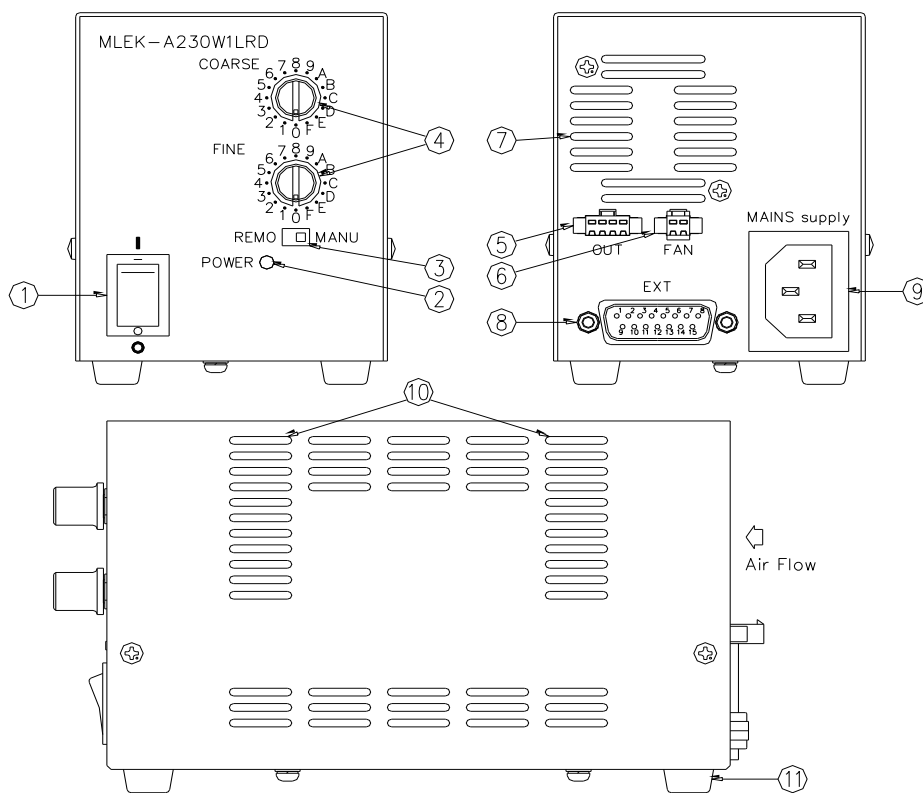 MLEK-A230W1LRD
COARSE
0 1 2 3 4 5 6 7 8 9 A B C D E F
FINE
0 1 2 3 4 5 6 7 8 9 A B C D E F
REMO MANU
POWER
I
O
1
2
3
4
5
6
7
8
9
OUT FAN
MAINS supply
EXT
1 2 3 4 5 6 7 8
9 10 11 12 13 14 15
10
Air Flow
11